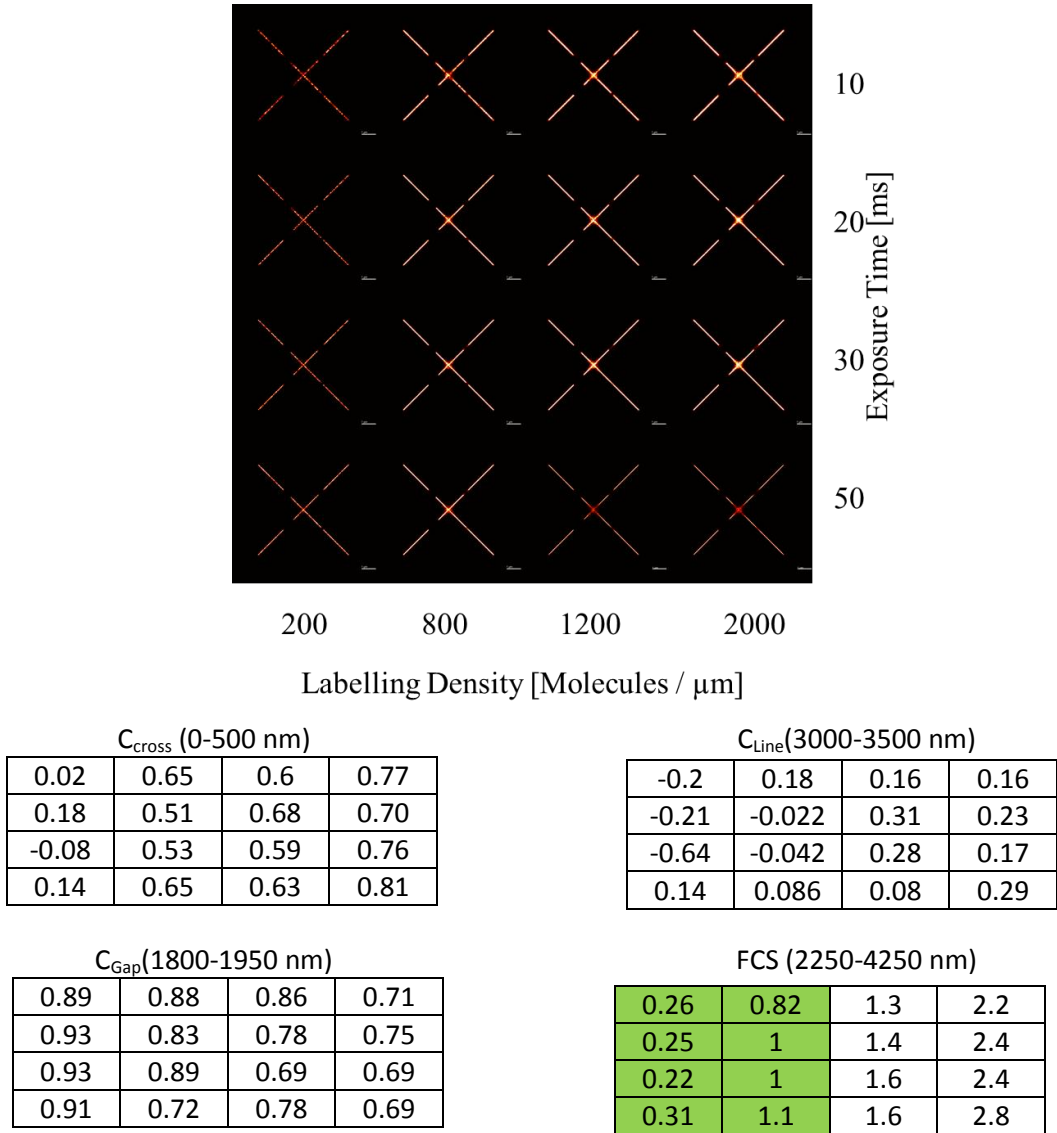 10
20
30
50
Exposure Time [ms]
200 800 1200 2000
Labelling Density [Molecules / µm]
Ccross (0-500 nm)
0.02 0.65 0.6 0.77
0.18 0.51 0.68 0.70
-0.08 0.53 0.59 0.76
0.14 0.65 0.63 0.81
CLine(3000-3500 nm)
-0.2 0.18 0.16 0.16
-0.21 -0.022 0.31 0.23
-0.64 -0.042 0.28 0.17
0.14 0.086 0.08 0.29
CGap(1800-1950 nm)
0.89 0.88 0.86 0.71
0.93 0.83 0.78 0.75
0.93 0.89 0.69 0.69
0.91 0.72 0.78 0.69
FCS (2250-4250 nm)
0.26 0.82 1.3 2.2
0.25 1 1.4 2.4
0.22 1 1.6 2.4
0.31 1.1 1.6 2.8